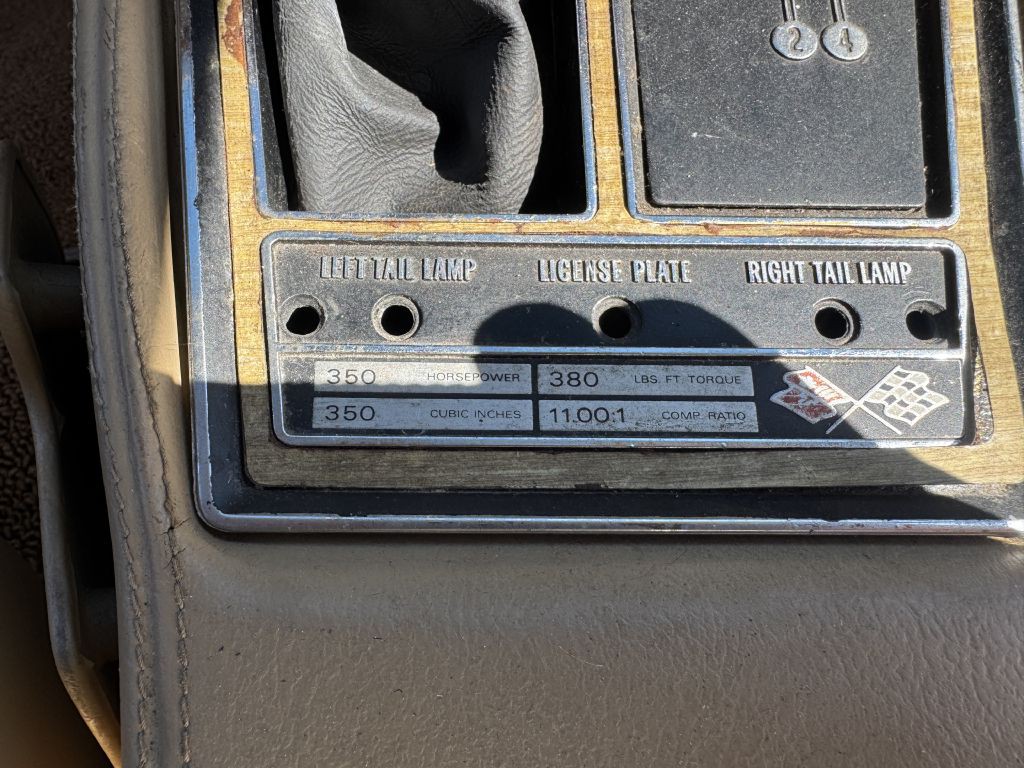 2 4
LEFT TAIL LAMP LICENSE PLATE RIGHT TAIL LAMP
350 HORSEPOWER 380 LBS. FT. TORQUE
350 CUBIC INCHES 11.00:1 COMP. RATIO